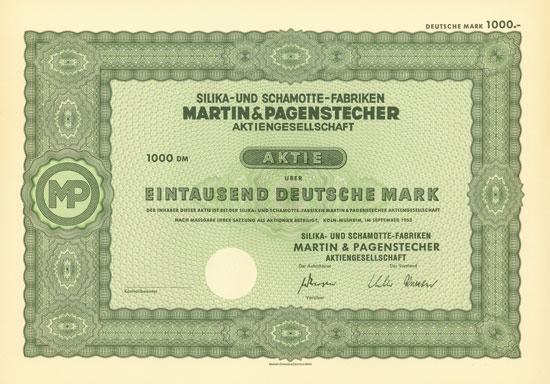 DEUTSCHE MARK 1000.-
SILIKA-UND SCHAMOTTE-FABRIKEN
MARTIN & PAGENSTECHER
AKTIENGESELLSCHAFT
1000 DM
AKTIE
ÜBER
EINTAUSEND DEUTSCHE MARK
DER INHABER DIESER AKTIE IST BEI DER SILIKA- UND SCHAMOTTE-FABRIKEN MARTIN & PAGENSTECHER AKTIENGESELLSCHAFT
NACH MASSGABE IHRER SATZUNG ALS AKTIONÄR BETEILIGT. KÖLN-MÜLHEIM, IM SEPTEMBER
SILIKA- UND SCHAMOTTE-FABRIKEN
MARTIN & PAGENSTECHER
AKTIENGESELLSCHAFT
Der Aufsichtsrat Der Vorstand
Vorsitzer
Kontrollbeamter
MP